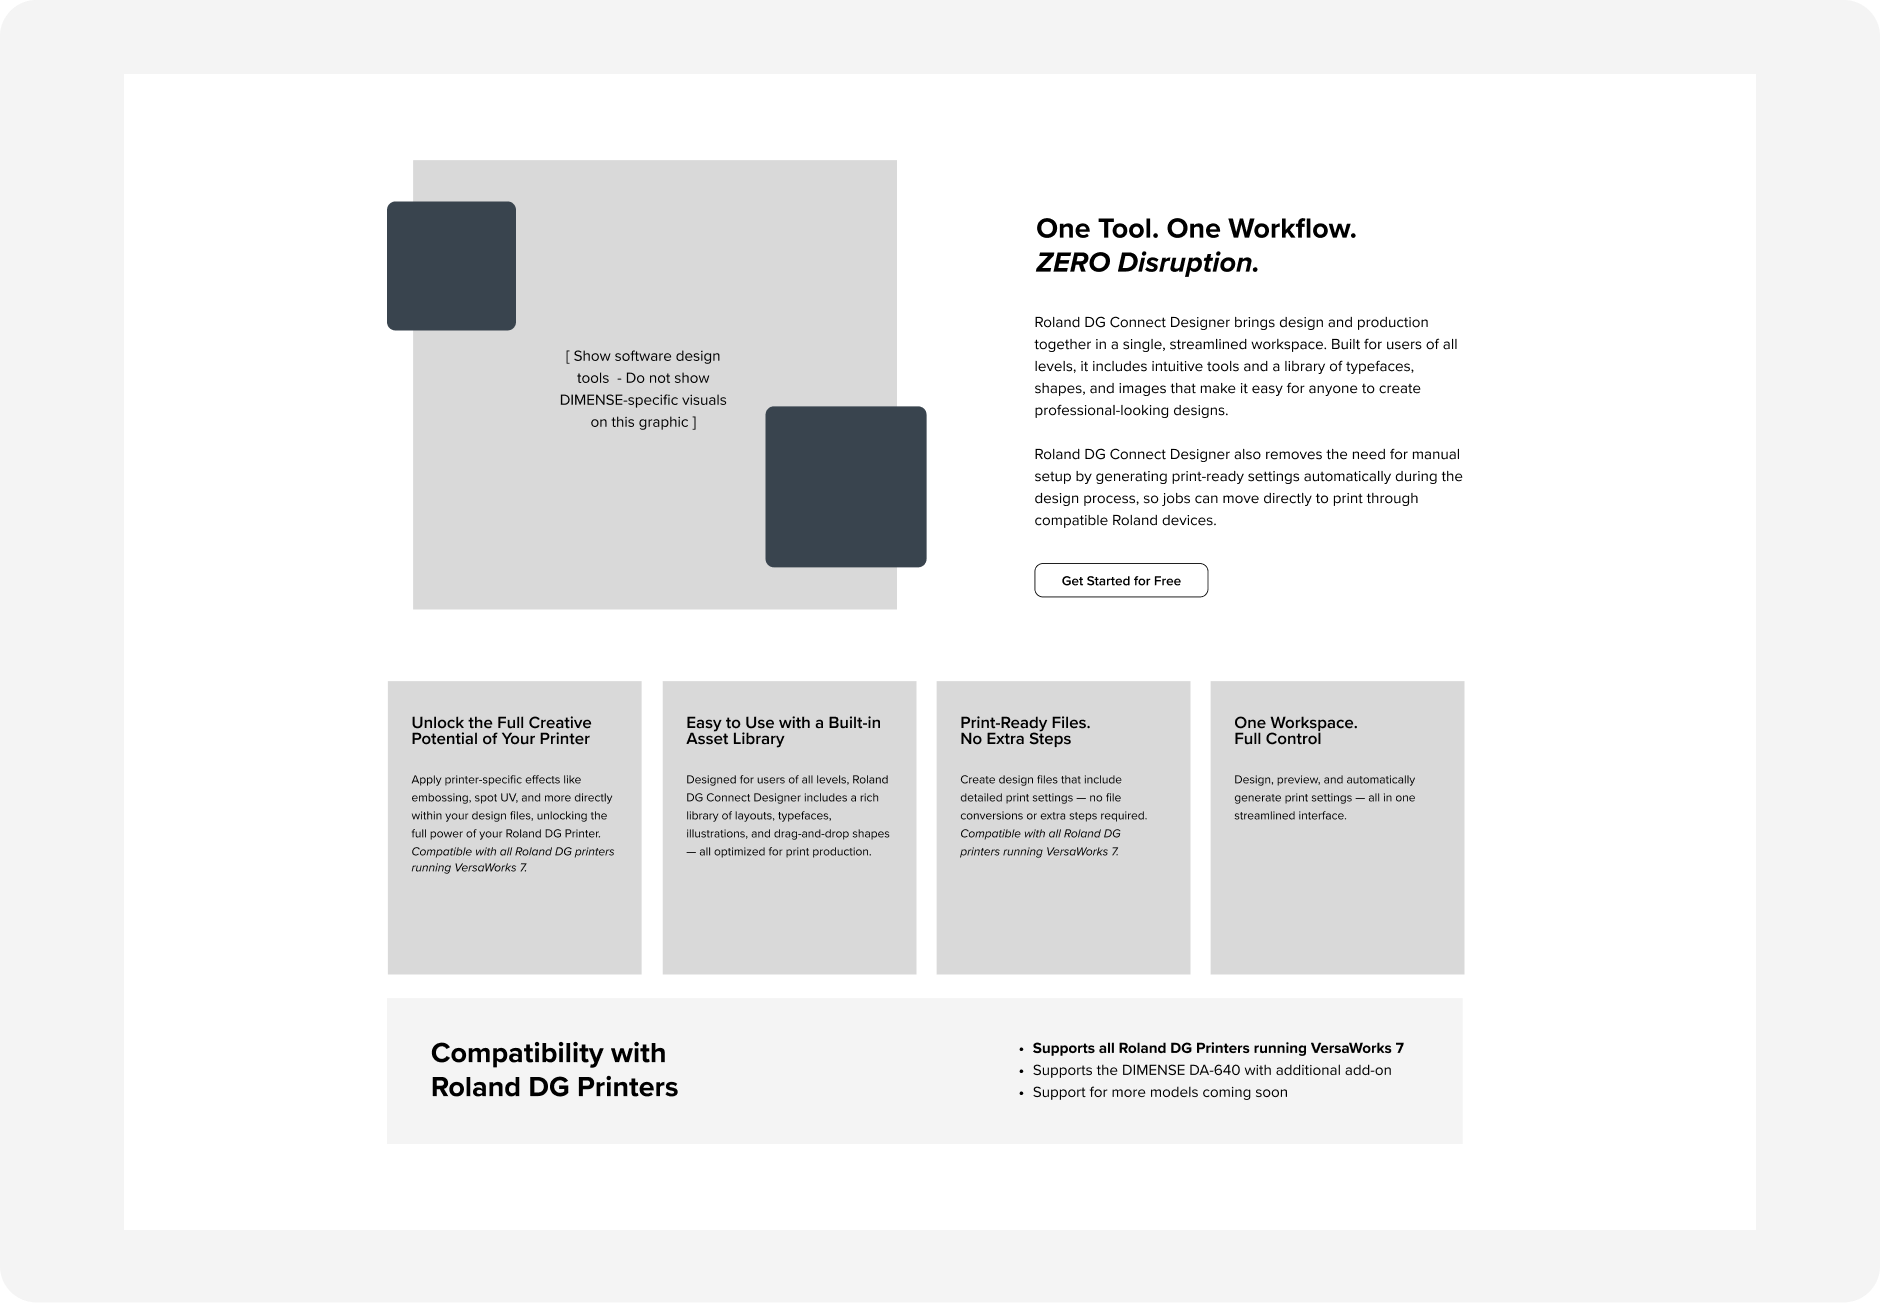 [ Show software design
tools  - Do not show
DIMENSE-specific visuals
on this graphic ]
One Tool. One Workflow.
ZERO Disruption.
Roland DG Connect Designer brings design and production
together in a single, streamlined workspace. Built for users of all
levels, it includes intuitive tools and a library of typefaces,
shapes, and images that make it easy for anyone to create
professional-looking designs.
Roland DG Connect Designer also removes the need for manual
setup by generating print-ready settings automatically during the
design process, so jobs can move directly to print through
compatible Roland devices.
Get Started for Free
Unlock the Full Creative
Potential of Your Printer
Apply printer-specific effects like
embossing, spot UV, and more directly
within your design files, unlocking the
full power of your Roland DG Printer.
Compatible with all Roland DG printers
running VersaWorks 7.
Easy to Use with a Built-in
Asset Library
Designed for users of all levels, Roland
DG Connect Designer includes a rich
library of layouts, typefaces,
illustrations, and drag-and-drop shapes
— all optimized for print production.
Print-Ready Files.
No Extra Steps
Create design files that include
detailed print settings — no file
conversions or extra steps required.
Compatible with all Roland DG
printers running VersaWorks 7.
One Workspace.
Full Control
Design, preview, and automatically
generate print settings — all in one
streamlined interface.
Compatibility with
Roland DG Printers
• Supports all Roland DG Printers running VersaWorks 7
• Supports the DIMENSE DA-640 with additional add-on
• Support for more models coming soon